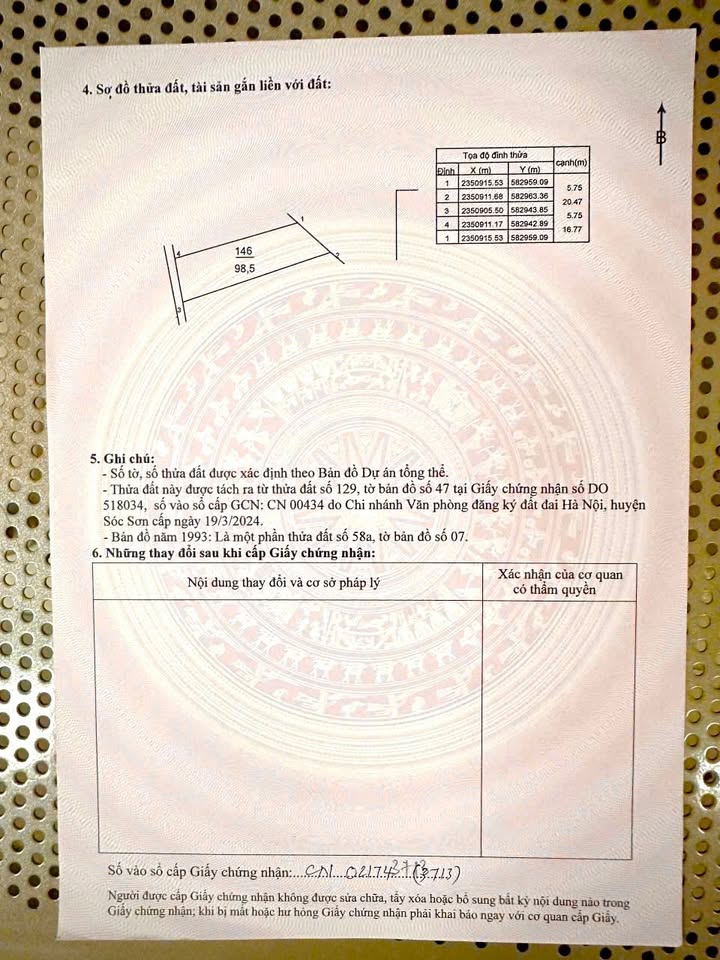 4. Sơ đồ thửa đất, tài sản gắn liền với đất:
B
Tọa độ đỉnh thửa cạnh(m)
Đỉnh X (m) Y (m)
1 2350915.53 582959.09
5.75
2 2350911.68 582963.36
20.47
3 2350905.50 582943.85
5.75
4 2350911.17 582942.89
16.77
1 2350915.53 582959.09
1
4
146
98,5
2
3
5. Ghi chú:
- Số tờ, số thửa đất được xác định theo Bản đồ Dự án tổng thể.
- Thửa đất này được tách ra từ thửa đất số 129, tờ bản đồ số 47 tại Giấy chứng nhận số DO
518034, số vào sổ cấp GCN: CN 00434 do Chi nhánh Văn phòng đăng ký đất đai Hà Nội, huyện
Sóc Sơn cấp ngày 19/3/2024.
- Bản đồ năm 1993: Là một phần thửa đất số 58a, tờ bản đồ số 07.
6. Những thay đổi sau khi cấp Giấy chứng nhận:
Nội dung thay đổi và cơ sở pháp lý
Xác nhận của cơ quan
có thẩm quyền
Số vào sổ cấp Giấy chứng nhận:....CN...02174
Người được cấp Giấy chứng nhận không được sửa chữa, tẩy xóa hoặc bổ sung bất kỳ nội dung nào trong
Giấy chứng nhận; khi bị mất hoặc hư hỏng Giấy chứng nhận phải khai báo ngay với cơ quan cấp Giấy.